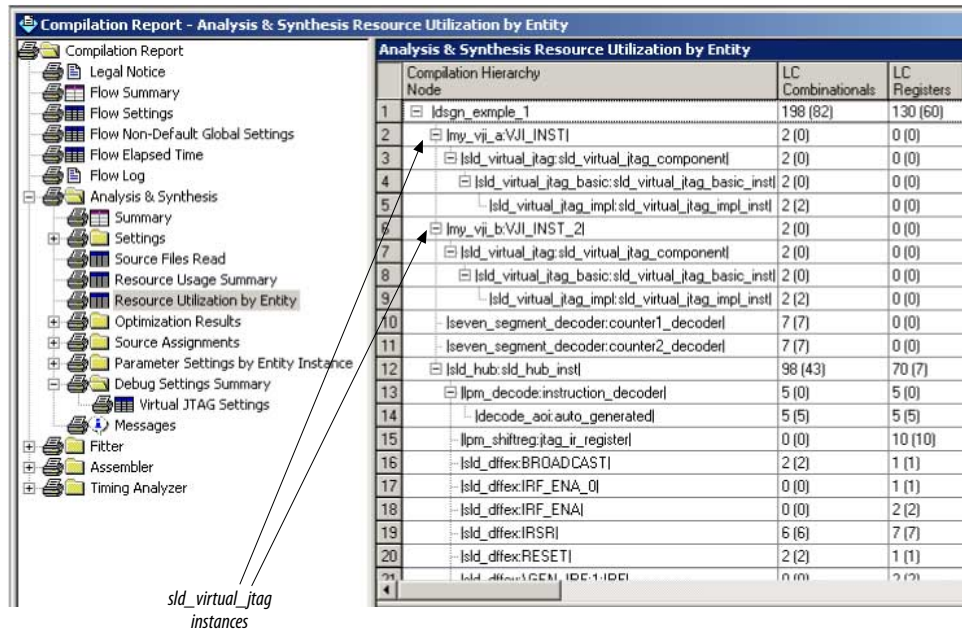 Compilation Report - Analysis & Synthesis Resource Utilization by Entity
Compilation Report
Legal Notice
Flow Summary
Flow Settings
Flow Non-Default Global Settings
Flow Elapsed Time
Flow Log
Analysis & Synthesis
Summary
Settings
Source Files Read
Resource Usage Summary
Resource Utilization by Entity
Optimization Results
Source Assignments
Parameter Settings by Entity Instance
Debug Settings Summary
Virtual JTAG Settings
Messages
Fitter
Assembler
Timing Analyzer
Analysis & Synthesis Resource Utilization by Entity
Compilation Hierarchy Node LC Combinationals LC Registers
1 |dsgn_exmple_1 198 (82) 130 (60)
2 |my_vji_a:VJI_INST| 2 (0) 0 (0)
3 |sld_virtual_jtag:sld_virtual_jtag_component| 2 (0) 0 (0)
4 |sld_virtual_jtag_basic:sld_virtual_jtag_basic_inst| 2 (0) 0 (0)
5 |sld_virtual_jtag_impl:sld_virtual_jtag_impl_inst| 2 (2) 0 (0)
6 |my_vji_b:VJI_INST_2| 2 (0) 0 (0)
7 |sld_virtual_jtag:sld_virtual_jtag_component| 2 (0) 0 (0)
8 |sld_virtual_jtag_basic:sld_virtual_jtag_basic_inst| 2 (0) 0 (0)
9 |sld_virtual_jtag_impl:sld_virtual_jtag_impl_inst| 2 (2) 0 (0)
10 |seven_segment_decoder:counter1_decoder| 7 (7) 0 (0)
11 |seven_segment_decoder:counter2_decoder| 7 (7) 0 (0)
12 |sld_hub:sld_hub_inst| 98 (43) 70 (7)
13 |lpm_decode:instruction_decoder| 5 (0) 5 (0)
14 |decode_aoi:auto_generated| 5 (5) 5 (5)
15 |lpm_shiftreg:jtag_ir_register| 0 (0) 10 (10)
16 |sld_dffex:BROADCAST| 2 (2) 1 (1)
17 |sld_dffex:IRF_ENA_0| 0 (0) 1 (1)
18 |sld_dffex:IRF_ENA| 0 (0) 2 (2)
19 |sld_dffex:IRSR| 6 (6) 7 (7)
20 |sld_dffex:RESET| 2 (2) 1 (1)
21 |sld_dffex:\GEN_IRF:1:IRF| 0 (0) 2 (2)
sld_virtual_jtag
instances